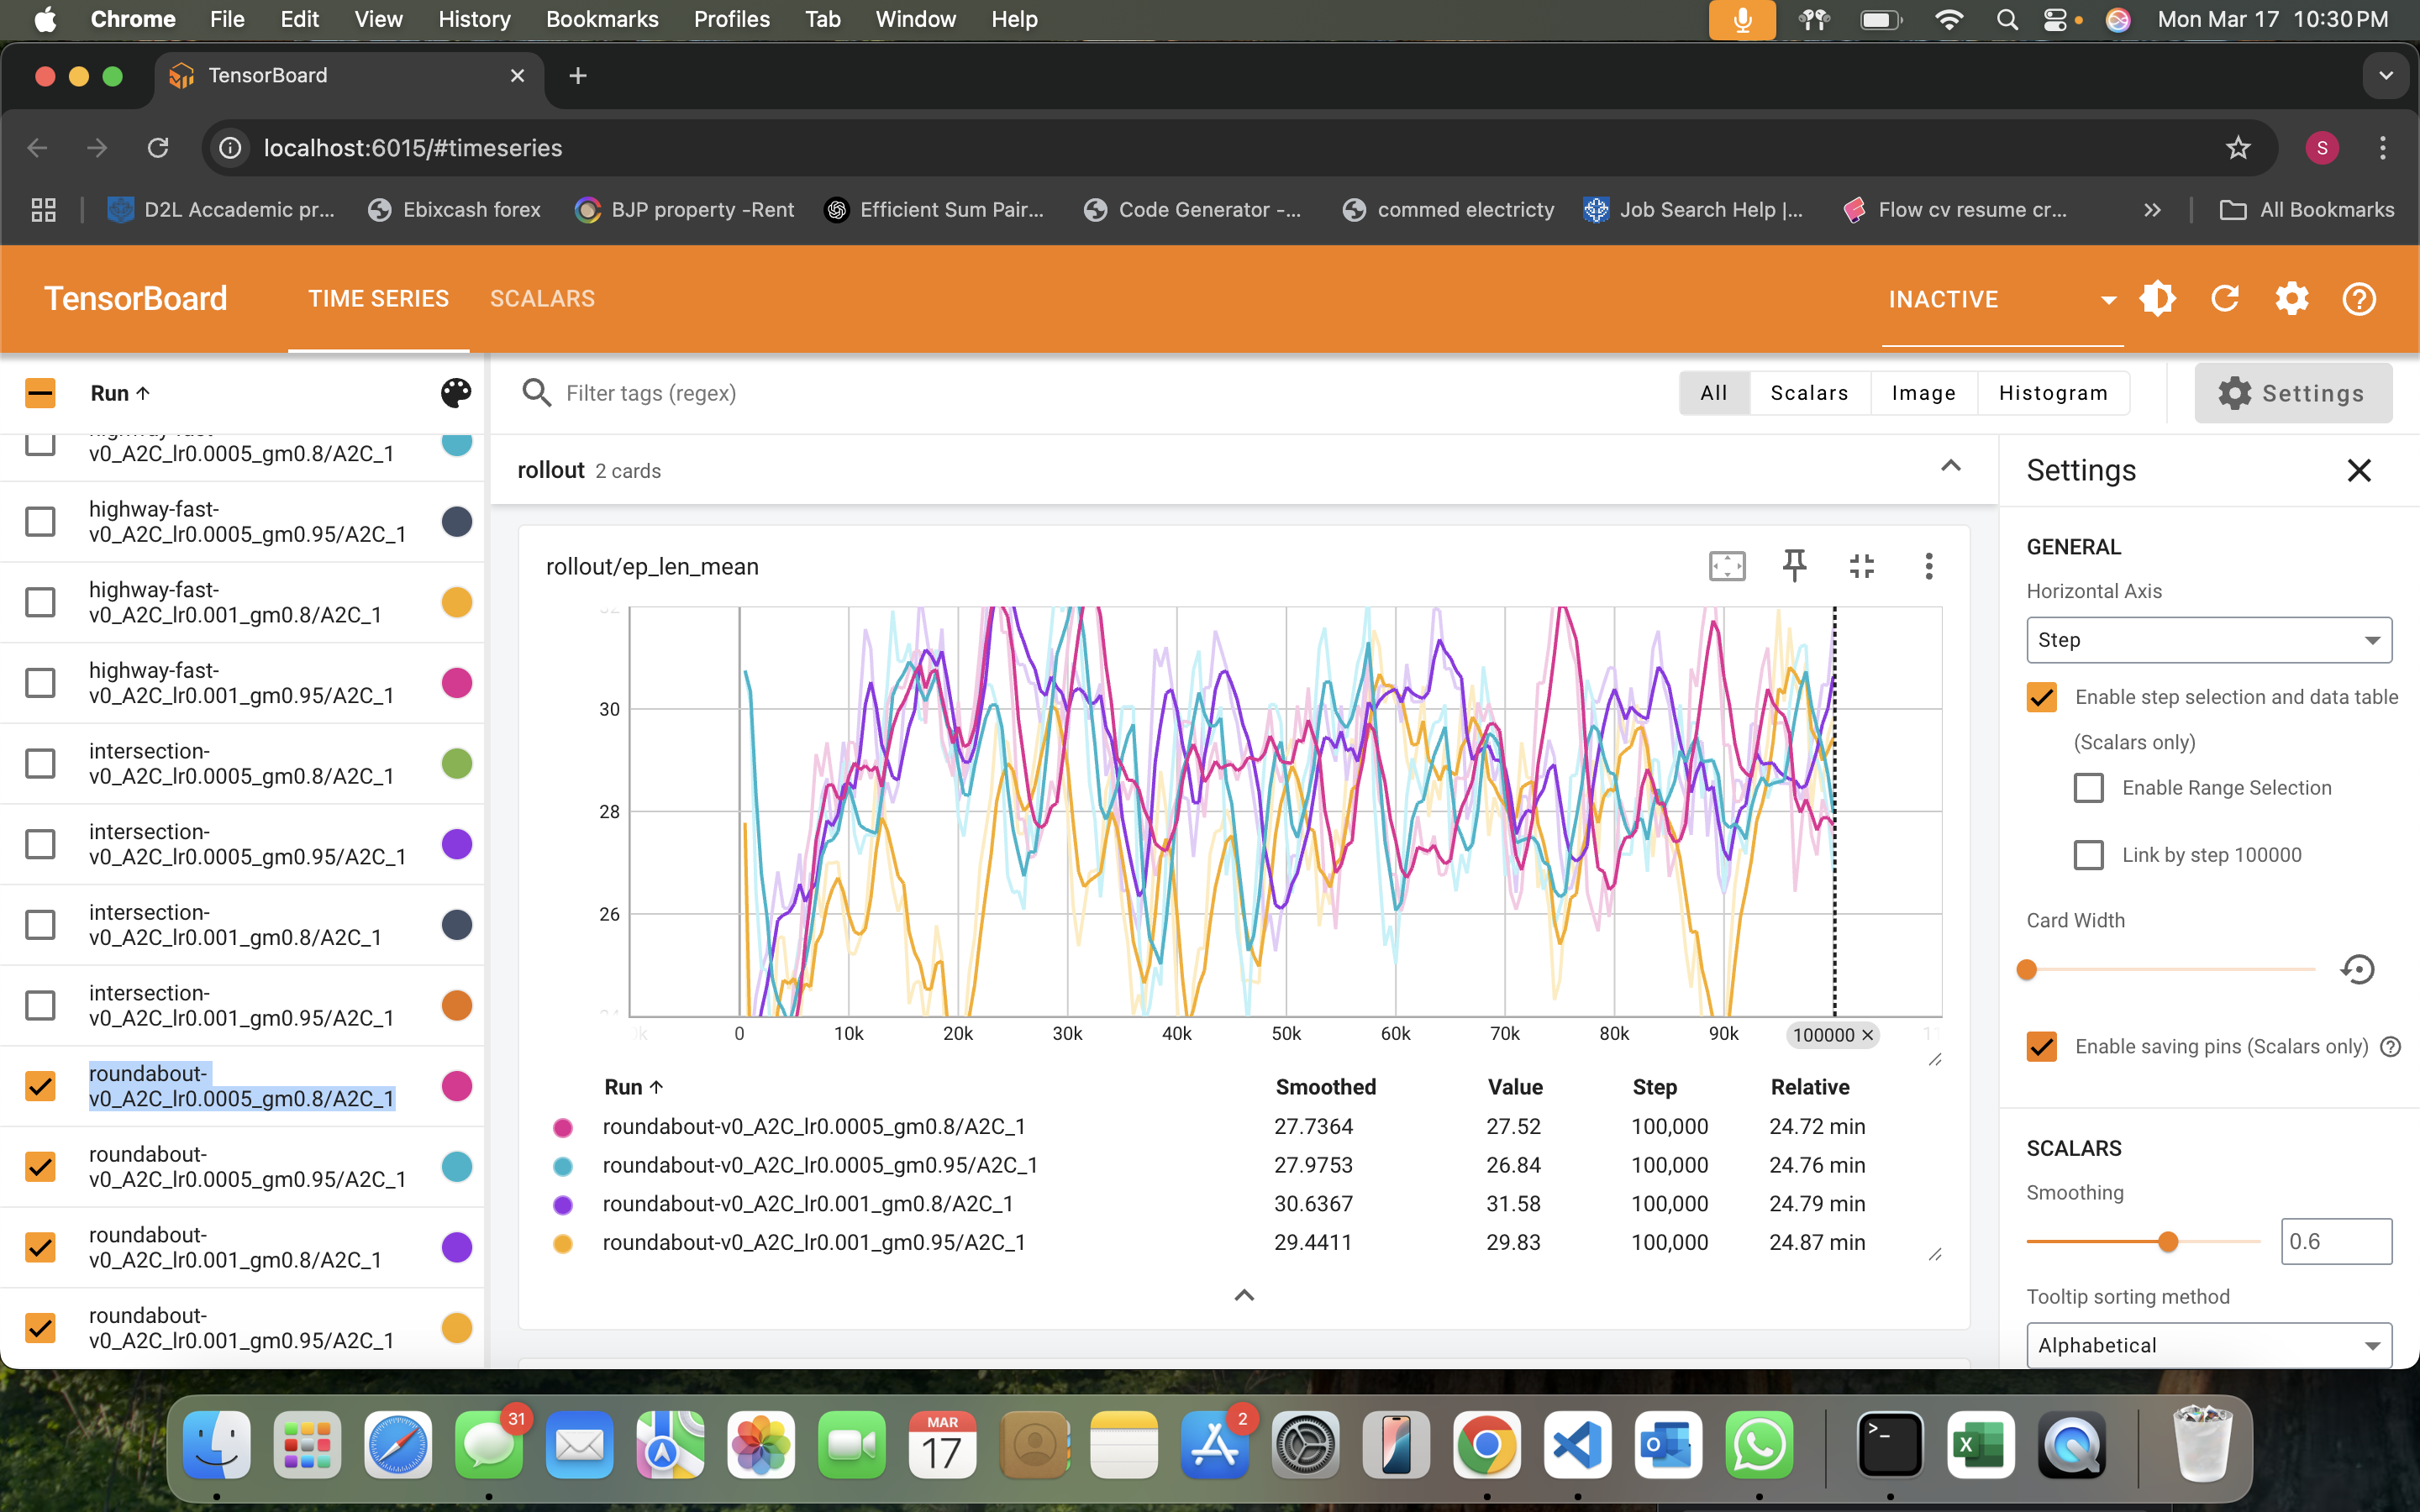 Chrome File Edit View History Bookmarks Profiles Tab Window Help Mon Mar 17 10:30 PM
TensorBoard
localhost:6015/#timeseries S
D2L Accademic pr... Ebixcash forex BJP property -Rent Efficient Sum Pair... Code Generator -... commed electricty Job Search Help |... Flow cv resume cr... All Bookmarks
TensorBoard TIME SERIES SCALARS INACTIVE
Run
v0_A2C_lr0.0005_gm0.8/A2C_1
highway-fast-
v0_A2C_lr0.0005_gm0.95/A2C_1
highway-fast-
v0_A2C_lr0.001_gm0.8/A2C_1
highway-fast-
v0_A2C_lr0.001_gm0.95/A2C_1
intersection-
v0_A2C_lr0.0005_gm0.8/A2C_1
intersection-
v0_A2C_lr0.0005_gm0.95/A2C_1
intersection-
v0_A2C_lr0.001_gm0.8/A2C_1
intersection-
v0_A2C_lr0.001_gm0.95/A2C_1
roundabout-
v0_A2C_lr0.0005_gm0.8/A2C_1
roundabout-
v0_A2C_lr0.0005_gm0.95/A2C_1
roundabout-
v0_A2C_lr0.001_gm0.8/A2C_1
roundabout-
v0_A2C_lr0.001_gm0.95/A2C_1
Filter tags (regex) All Scalars Image Histogram Settings
rollout 2 cards
rollout/ep_len_mean
30
28
26
0 10k 20k 30k 40k 50k 60k 70k 80k 90k 100000
Run Smoothed Value Step Relative
roundabout-v0_A2C_lr0.0005_gm0.8/A2C_1 27.7364 27.52 100,000 24.72 min
roundabout-v0_A2C_lr0.0005_gm0.95/A2C_1 27.9753 26.84 100,000 24.76 min
roundabout-v0_A2C_lr0.001_gm0.8/A2C_1 30.6367 31.58 100,000 24.79 min
roundabout-v0_A2C_lr0.001_gm0.95/A2C_1 29.4411 29.83 100,000 24.87 min
Settings
GENERAL
Horizontal Axis
Step
Enable step selection and data table
(Scalars only)
Enable Range Selection
Link by step 100000
Card Width
Enable saving pins (Scalars only)
SCALARS
Smoothing
0.6
Tooltip sorting method
Alphabetical
31
MAR
17
2